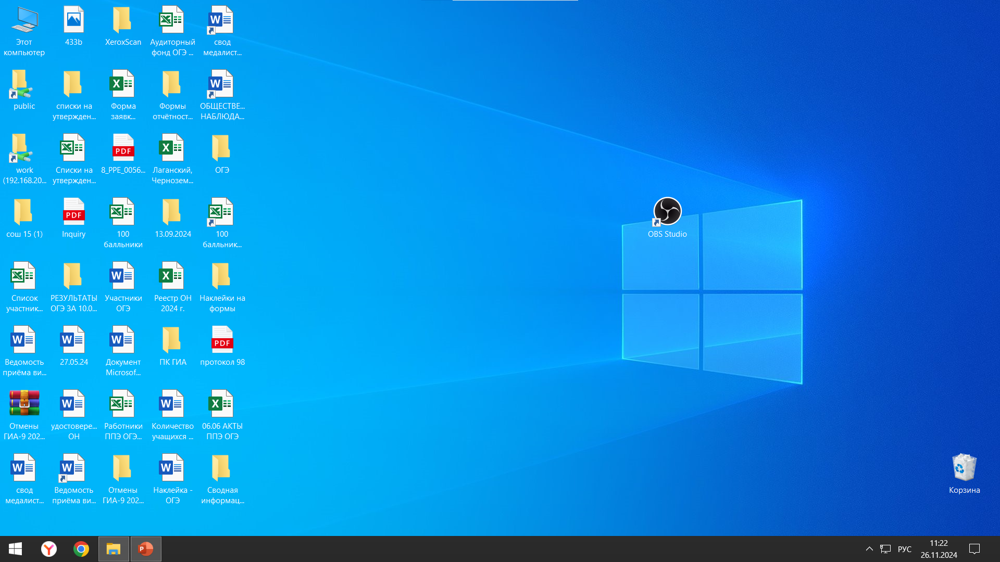 Этот
компьютер
433b
XeroxScan
Аудиторный
фонд ОГЭ ...
свод
медалист...
public
списки на
утвержден...
Форма
заявк...
Формы
отчётност...
ОБЩЕСТВЕ...
НАБЛЮДА...
work
(192.168.20...
Списки на
утвержден...
8_PPE_0056...
Лаганский,
Чернозем...
ОГЭ
сош 15 (1)
Inquiry
100
балльники
13.09.2024
100
балльник...
OBS Studio
Список
участник...
РЕЗУЛЬТАТЫ
ОГЭ ЗА 10.0...
Участники
ОГЭ
Реестр ОН
2024 г.
Наклейки на
формы
Ведомость
приёма ви...
27.05.24
Документ
Microsof...
ПК ГИА
протокол 98
Отмены
ГИА-9 202...
удостовере...
ОН
Работники
ППЭ ОГЭ...
Количество
учащихся ...
06.06 АКТЫ
ППЭ ОГЭ
свод
медалист...
Ведомость
приёма ви...
Отмены
ГИА-9 202...
Наклейка -
ОГЭ
Сводная
информац...
Корзина
РУС
11:22
26.11.2024